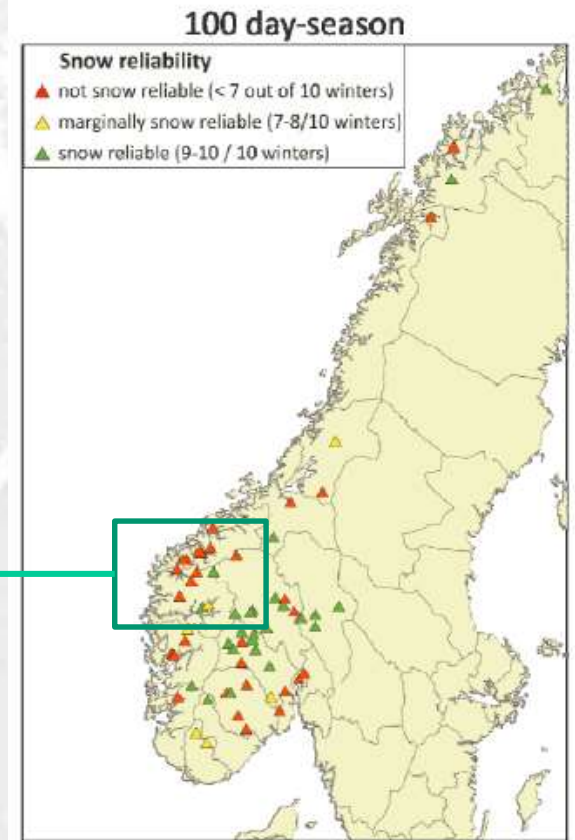 100 day-season
Snow reliability
not snow reliable (< 7 out of 10 winters)
marginally snow reliable (7-8/10 winters)
snow reliable (9-10 / 10 winters)